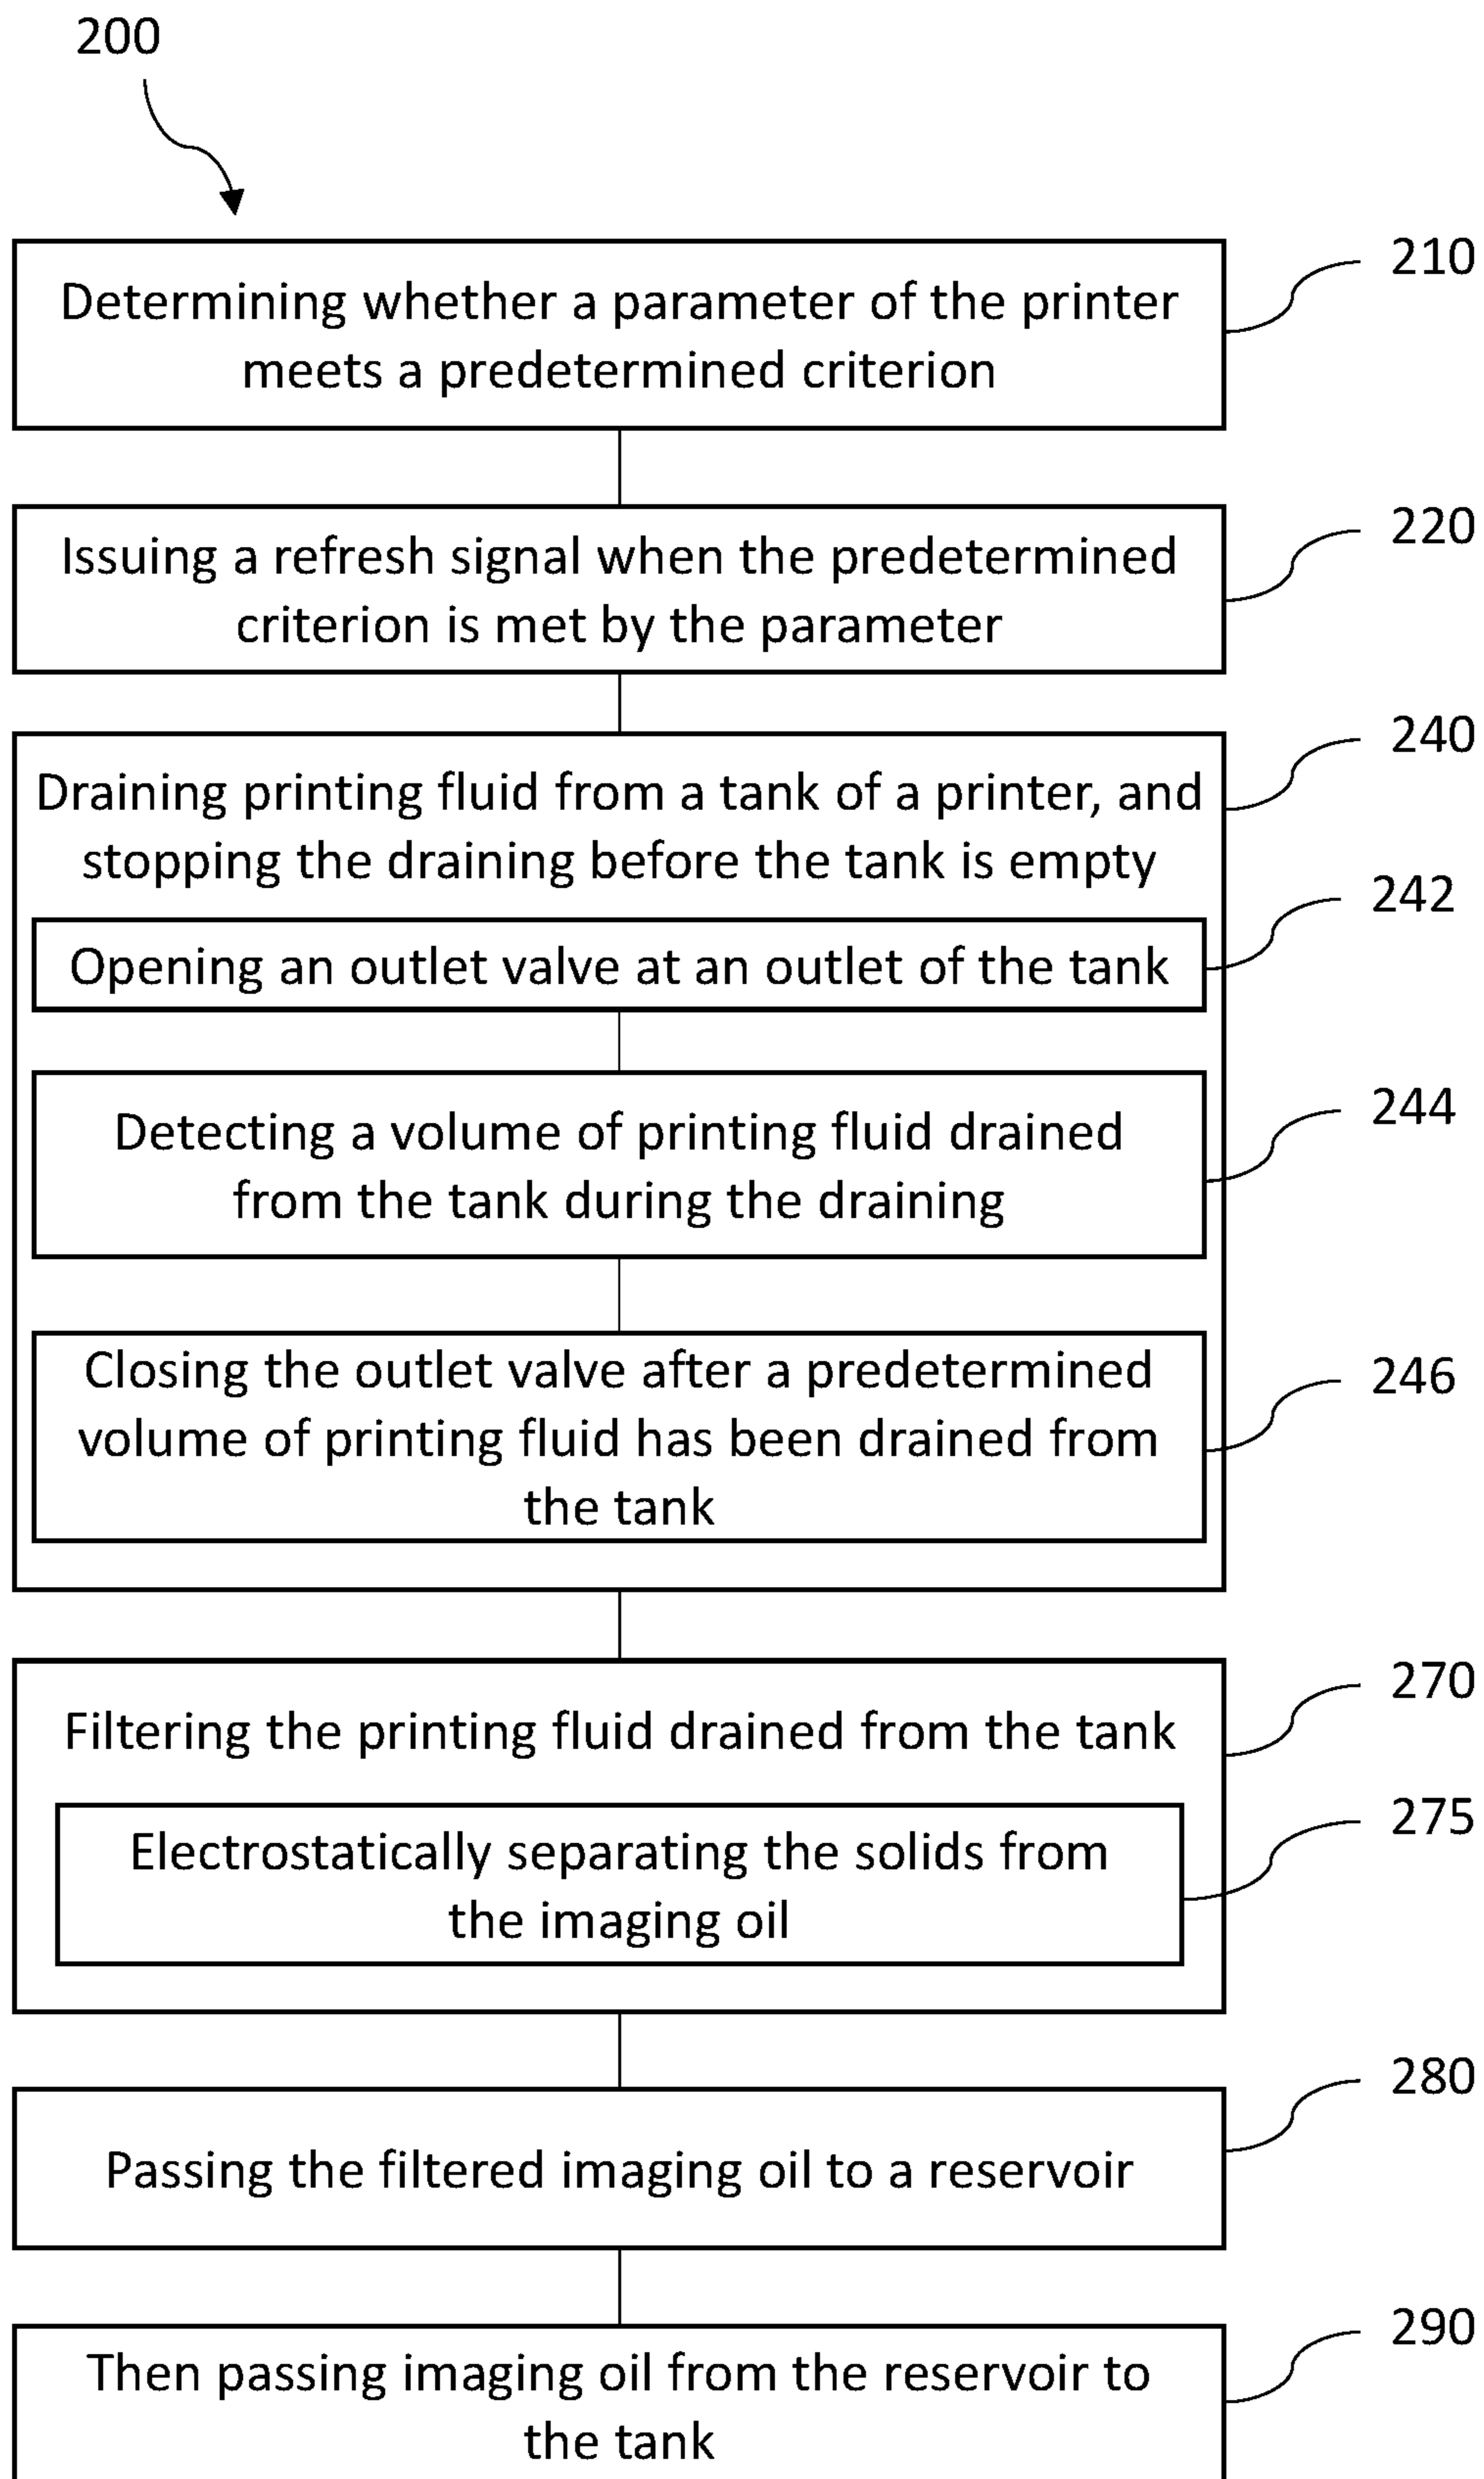 200
210
Determining whether a parameter of the printer
meets a predetermined criterion
220
Issuing a refresh signal when the predetermined
criterion is met by the parameter
240
Draining printing fluid from a tank of a printer, and
stopping the draining before the tank is empty
242
Opening an outlet valve at an outlet of the tank
244
Detecting a volume of printing fluid drained
from the tank during the draining
246
Closing the outlet valve after a predetermined
volume of printing fluid has been drained from
the tank
270
Filtering the printing fluid drained from the tank
275
Electrostatically separating the solids from
the imaging oil
280
Passing the filtered imaging oil to a reservoir
290
Then passing imaging oil from the reservoir to
the tank